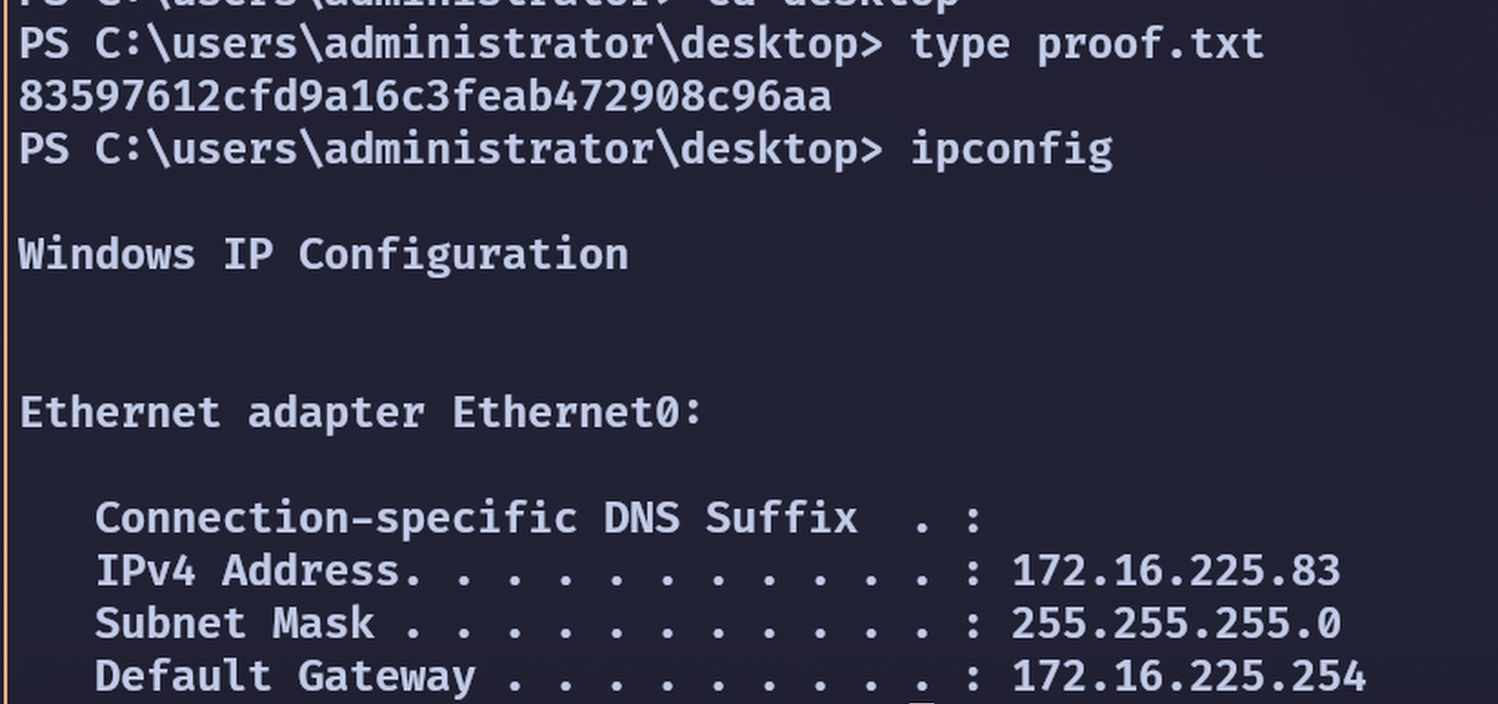 PS C:\users\administrator> cd desktop
PS C:\users\administrator\desktop> type proof.txt
83597612cfd9a16c3feab472908c96aa
PS C:\users\administrator\desktop> ipconfig
Windows IP Configuration
Ethernet adapter Ethernet0:
   Connection-specific DNS Suffix  . :
   IPv4 Address. . . . . . . . . . . : 172.16.225.83
   Subnet Mask . . . . . . . . . . . : 255.255.255.0
   Default Gateway . . . . . . . . . : 172.16.225.254